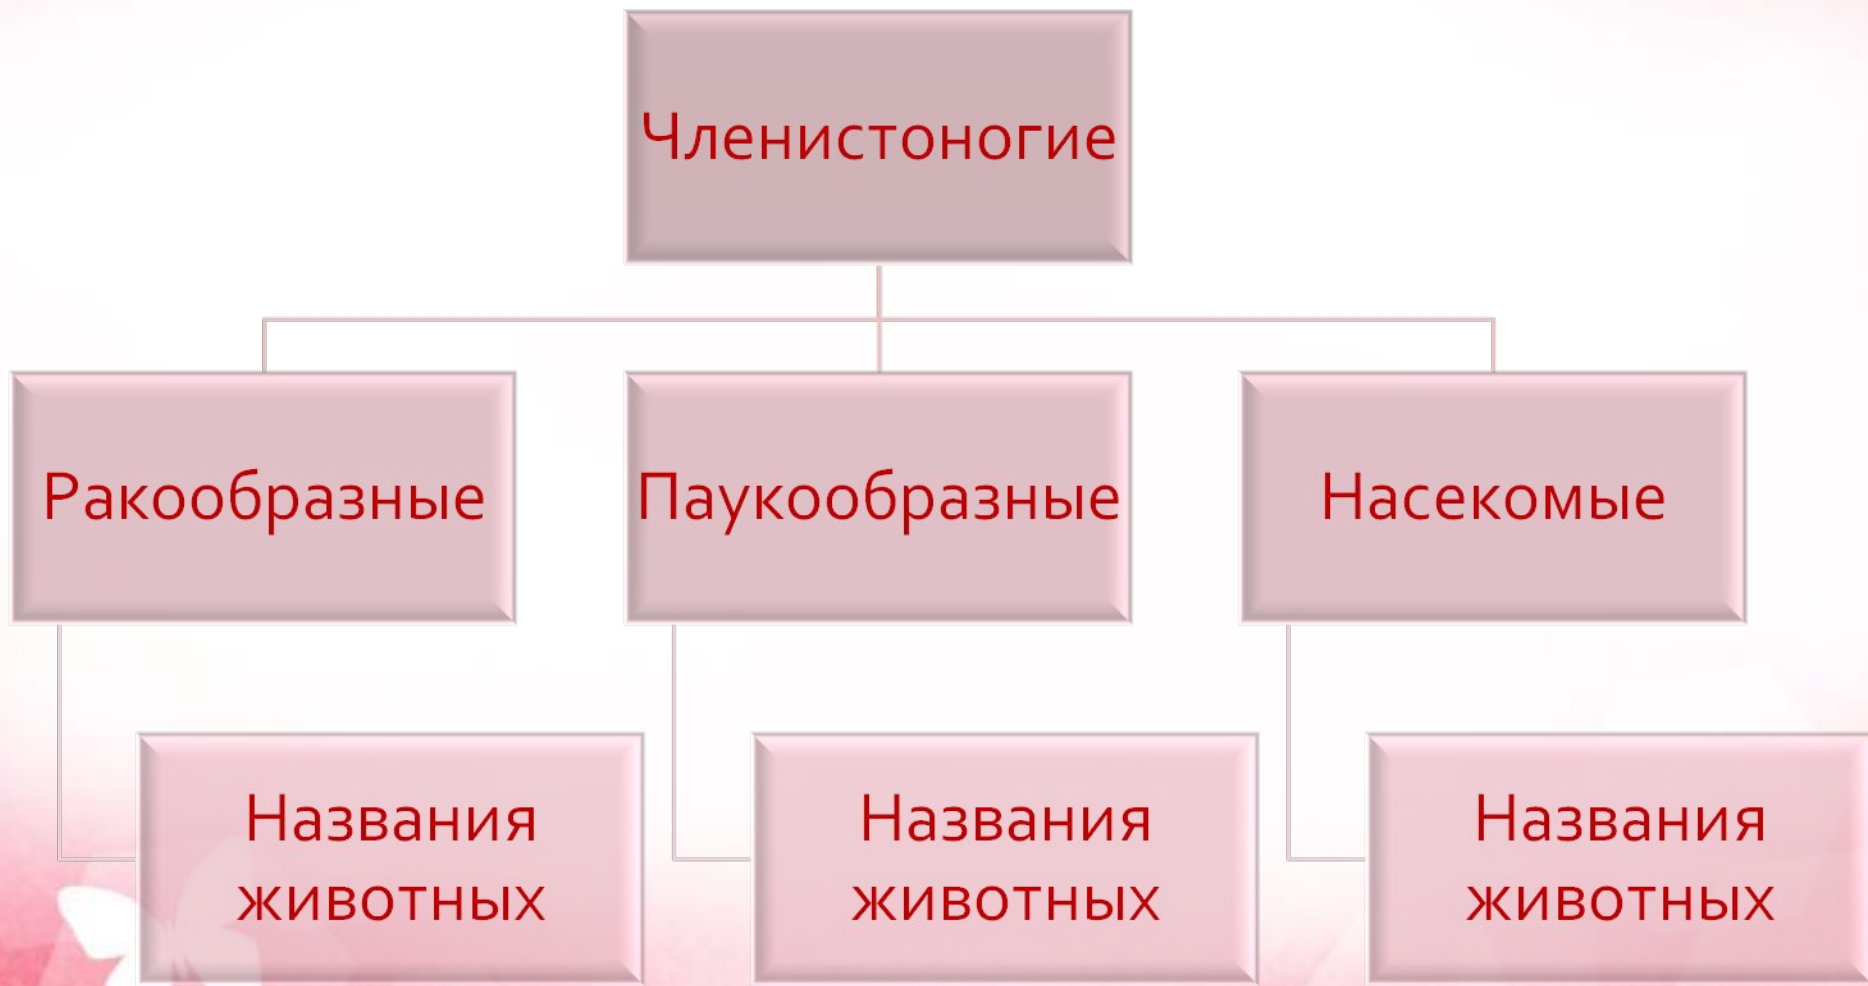 Членистоногие
Ракообразные
Паукообразные
Насекомые
Названия
животных
Названия
животных
Названия
животных